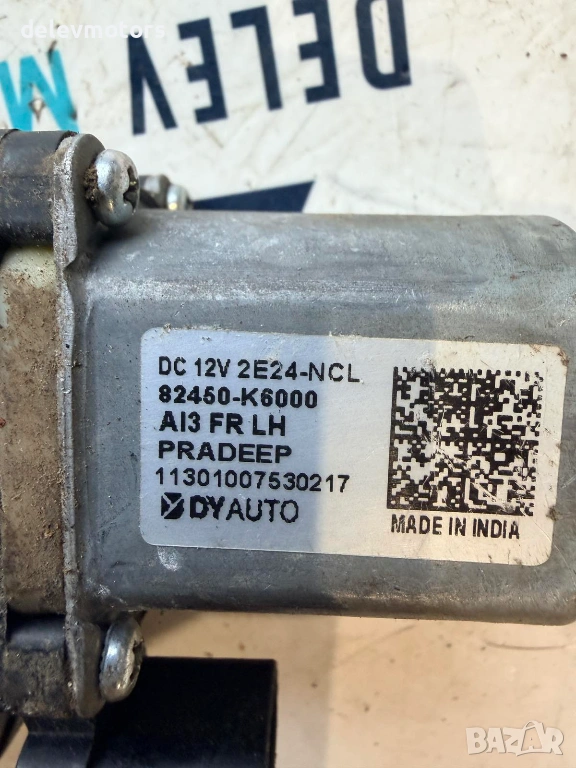 delevmotors
DELEV
M
DC 12V 2E24-NCL
82450-K6000
AI3 FR LH
PRADEEP
11301007530217
DYAUTO
MADE IN INDIA
BAZAR